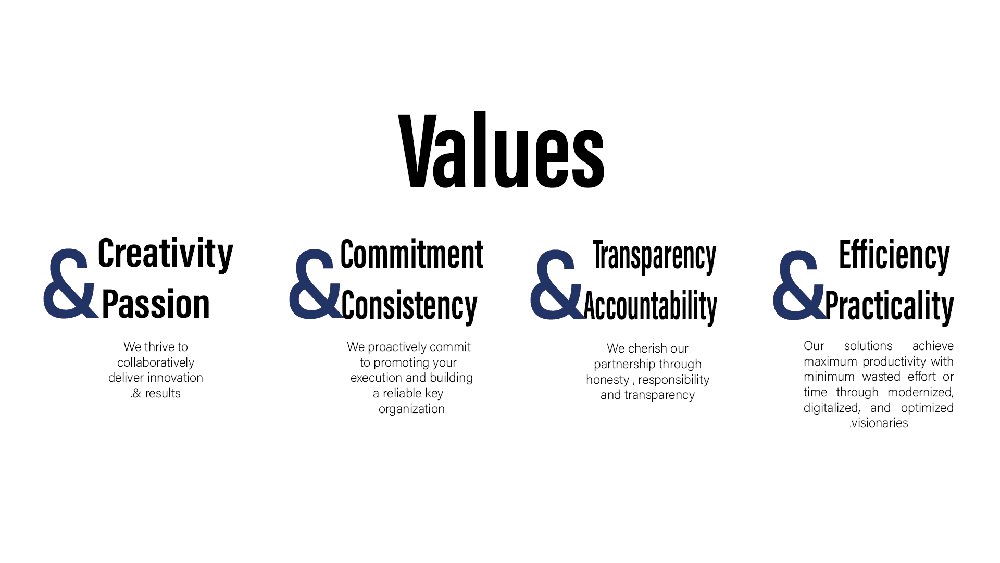 Values
Creativity
&
Passion
We thrive to
collaboratively
deliver innovation
.& results
Commitment
&
Consistency
We proactively commit
to promoting your
execution and building
a reliable key
organization
Transparency
&
Accountability
We cherish our
partnership through
honesty , responsibility
and transparency
Efficiency
&
Practicality
Our solutions achieve
maximum productivity with
minimum wasted effort or
time through modernized,
digitalized, and optimized
.visionaries